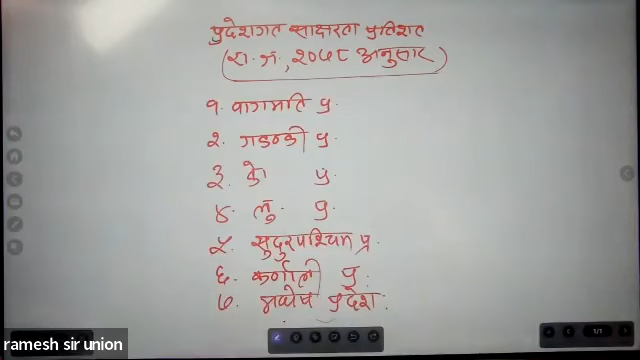 प्रदेशगत साक्षरता प्रतिशत
(रा.जं., २०७८ अनुसार)
१. वागमति प्र.
२. गण्डकी प्र.
३. को प्र.
४. लु. प्र.
५. सुदुरपश्चिम प्र.
६. कर्णाली प्र.
७. मधेष प्रदेश.
ramesh sir union
1/1